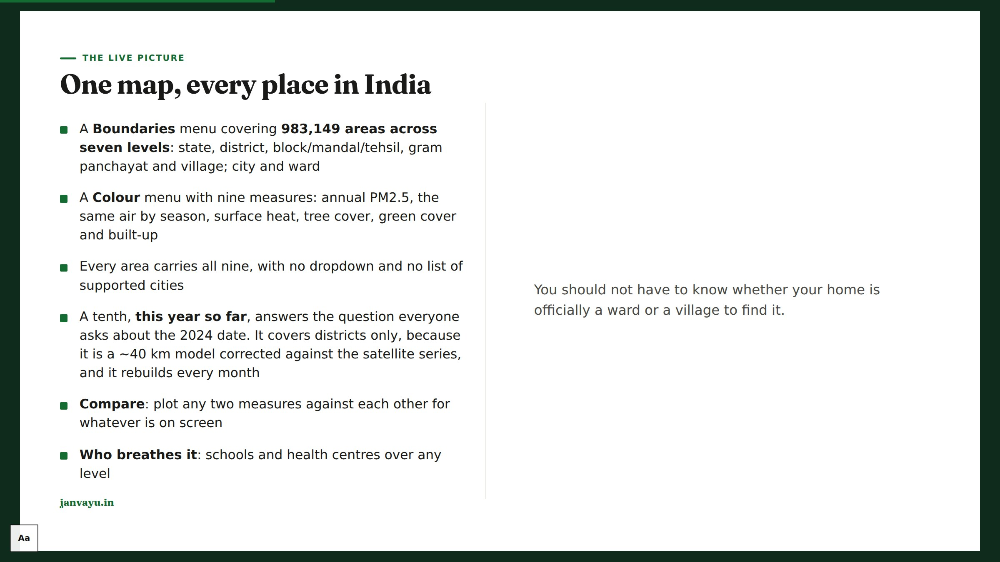 THE LIVE PICTURE
One map, every place in India
A Boundaries menu covering 983,149 areas across
seven levels: state, district, block/mandal/tehsil, gram
panchayat and village; city and ward
A Colour menu with nine measures: annual PM2.5, the
same air by season, surface heat, tree cover, green cover
and built-up
Every area carries all nine, with no dropdown and no list of
supported cities
A tenth, this year so far, answers the question everyone
asks about the 2024 date. It covers districts only, because
it is a ~40 km model corrected against the satellite series,
and it rebuilds every month
Compare: plot any two measures against each other for
whatever is on screen
Who breathes it: schools and health centres over any
level
You should not have to know whether your home is
officially a ward or a village to find it.
janvayu.in
Aa